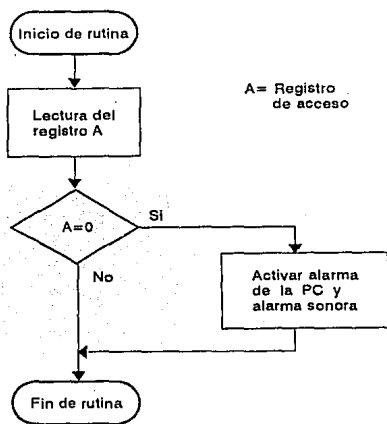 Inicio de rutina
A= Registro
de acceso
Lectura del
registro A
A=0
Si
No
Activar alarma
de la PC y
alarma sonora
Fin de rutina